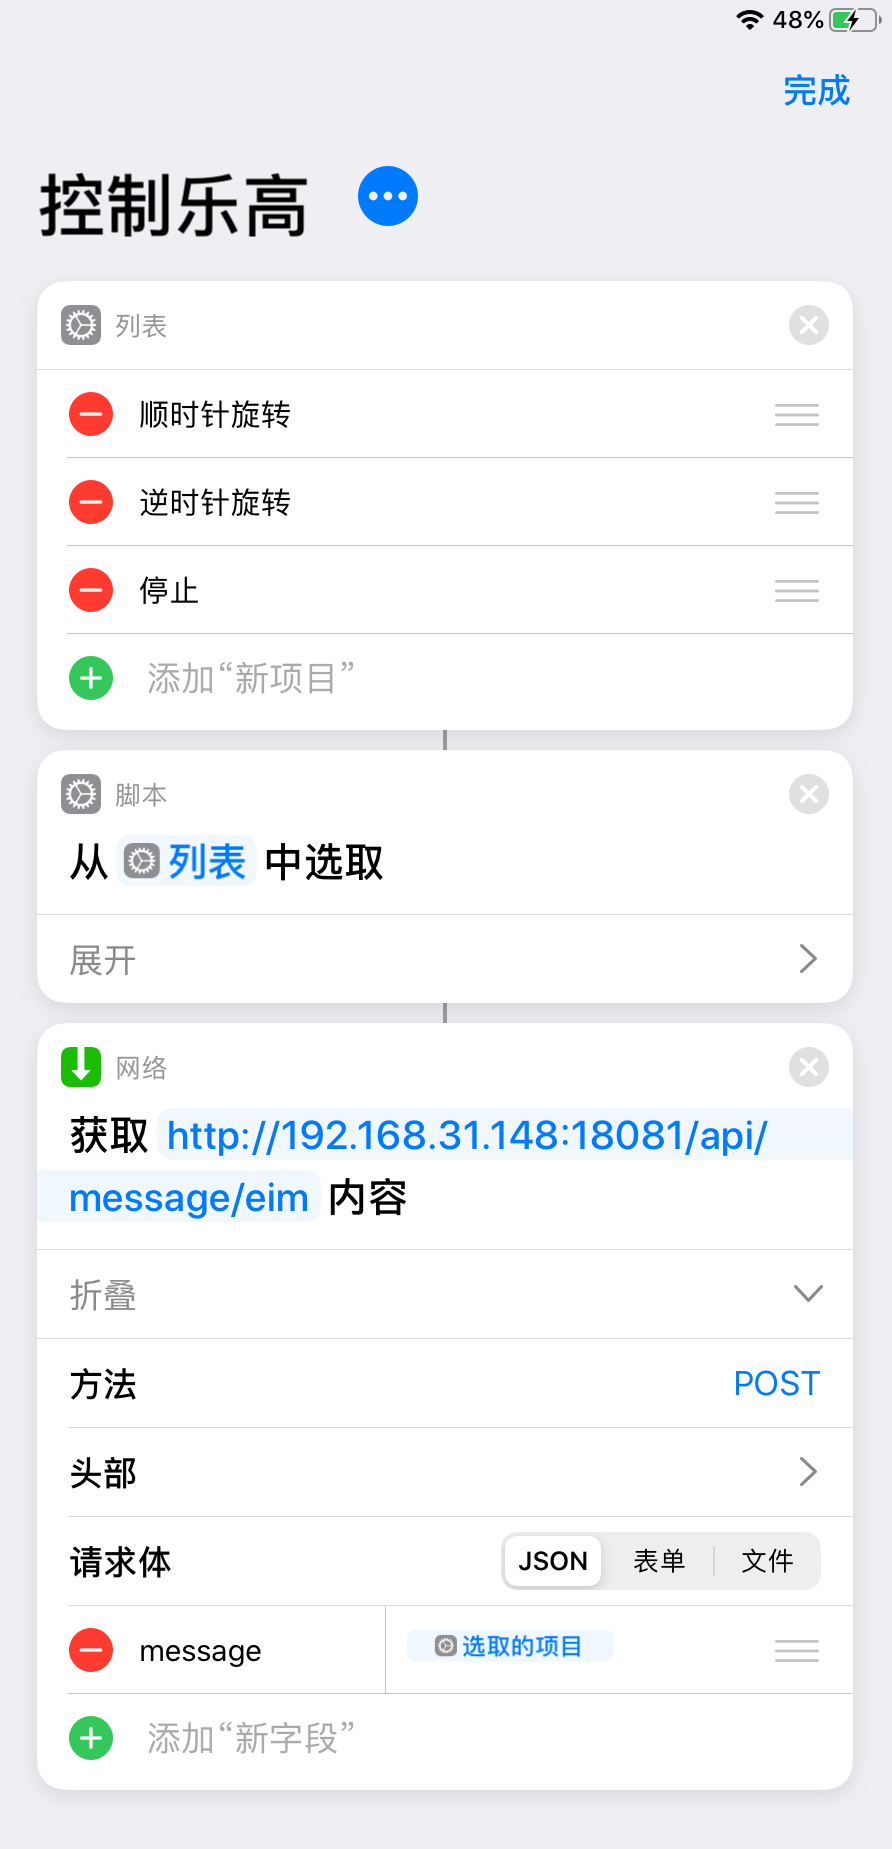 48%
完成
控制乐高
列表
顺时针旋转
逆时针旋转
停止
添加“新项目”
脚本
从 列表 中选取
展开
网络
获取 http://192.168.31.148:18081/api/
message/eim 内容
折叠
方法 POST
头部
请求体 JSON 表单 文件
message 选取的项目
添加“新字段”